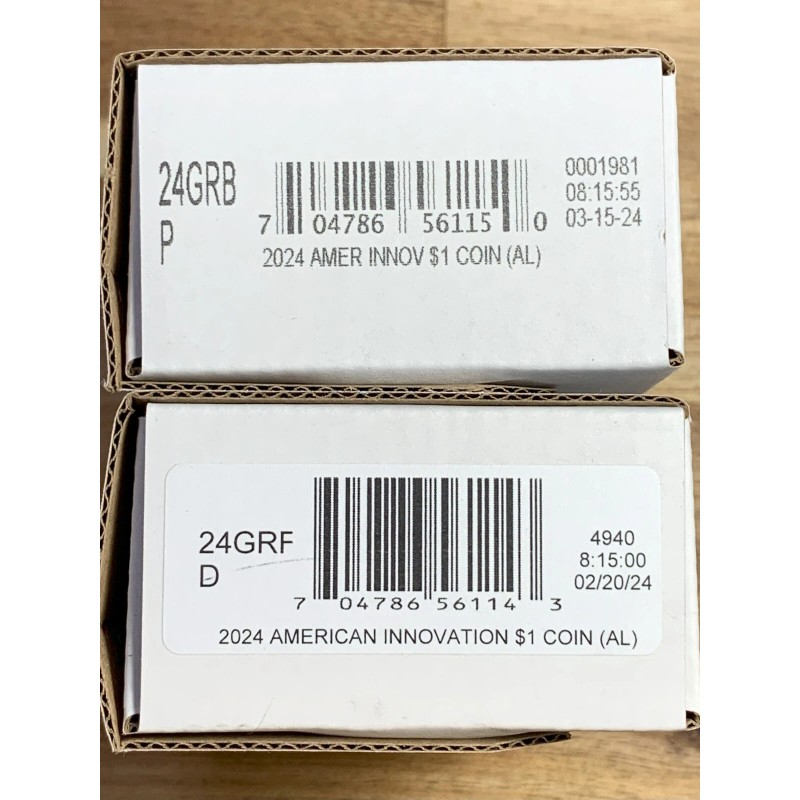 24GRB
P
7 04786 56115 0
0001981
08:15:55
03-15-24
2024 AMER INNOV $1 COIN (AL)
24GRF
D
7 04786 56114 3
4940
8:15:00
02/20/24
2024 AMERICAN INNOVATION $1 COIN (AL)